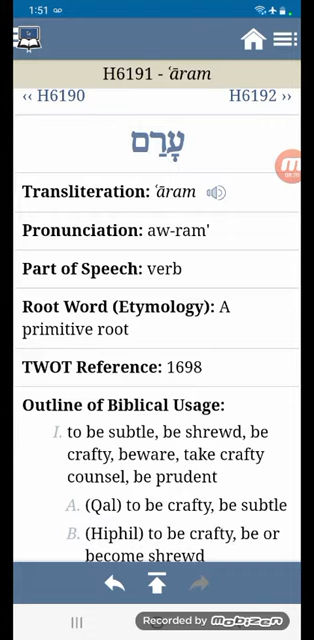 1:51
H6191 - ʿāram
‹‹ H6190 H6192 ››
עָרַם
Transliteration: ʿāram
Pronunciation: aw-ram'
Part of Speech: verb
Root Word (Etymology): A
primitive root
TWOT Reference: 1698
Outline of Biblical Usage:
I. to be subtle, be shrewd, be
crafty, beware, take crafty
counsel, be prudent
A. (Qal) to be crafty, be subtle
B. (Hiphil) to be crafty, be or
become shrewd
Recorded by Mobizen